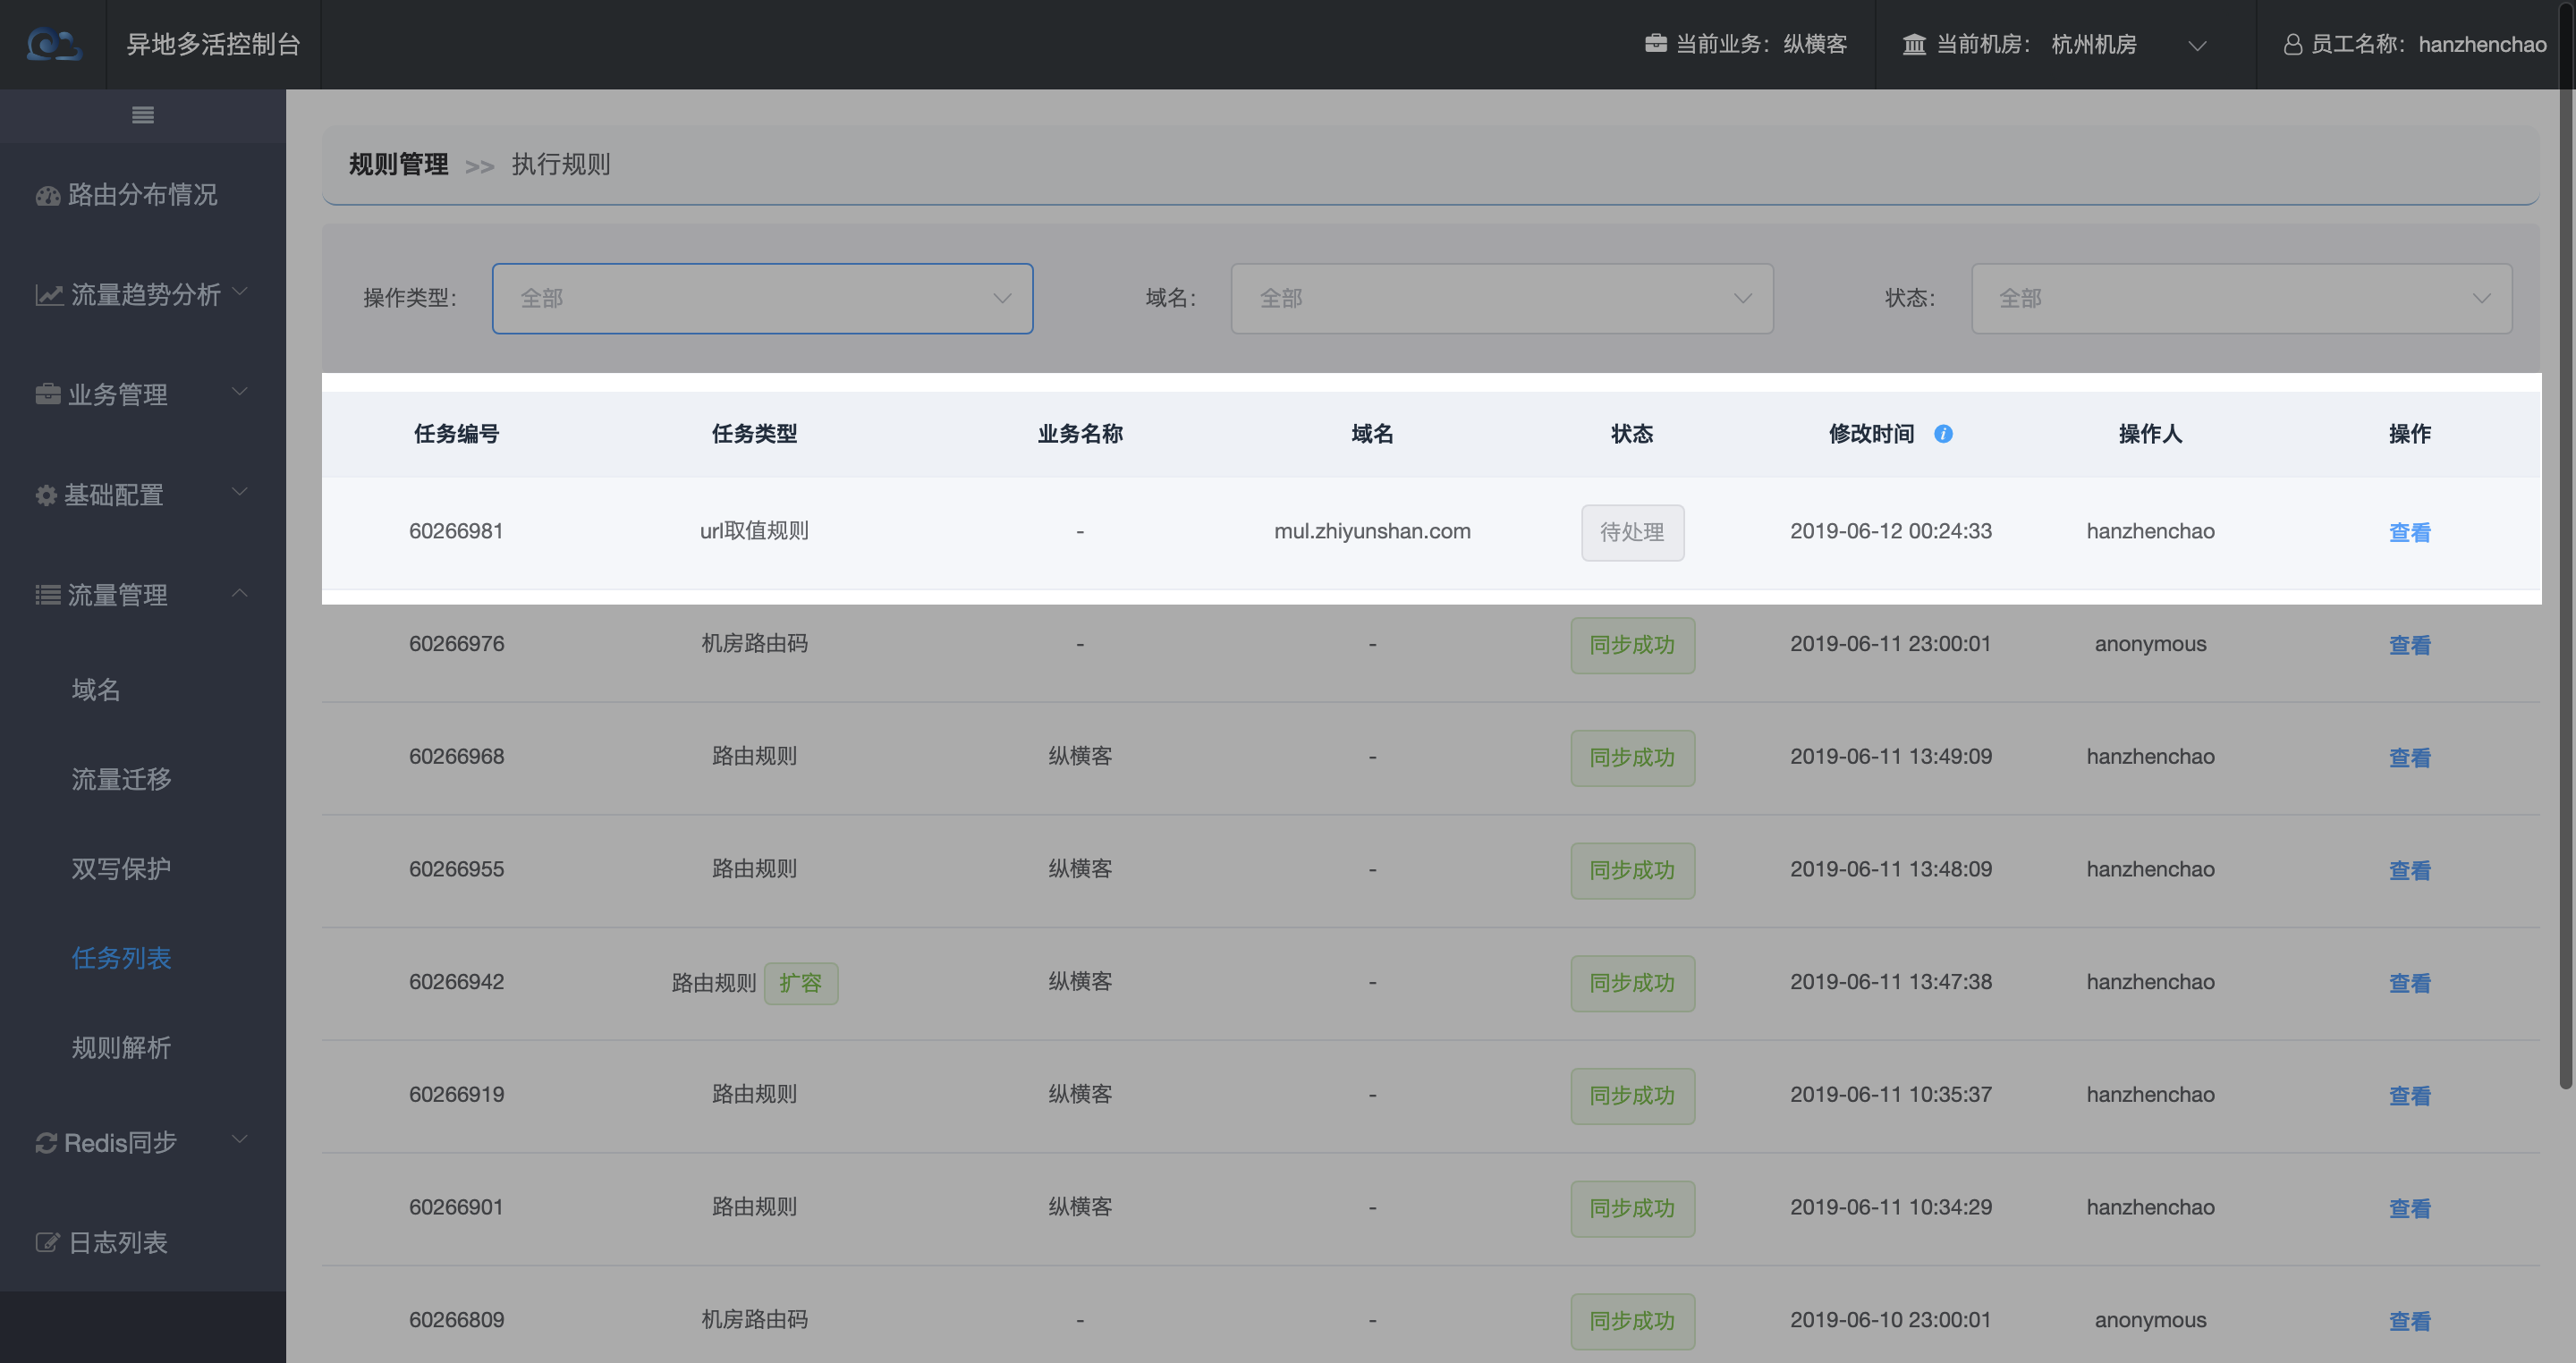 异地多活控制台
当前业务：纵横客
当前机房：杭州机房
员工名称：hanzhenchao
路由分布情况
流量趋势分析
业务管理
基础配置
流量管理
域名
流量迁移
双写保护
任务列表
规则解析
Redis同步
日志列表
规则管理 >> 执行规则
操作类型： 全部 域名： 全部 状态： 全部
任务编号 任务类型 业务名称 域名 状态 修改时间 操作人 操作
60266981 url取值规则 - mul.zhiyunshan.com 待处理 2019-06-12 00:24:33 hanzhenchao 查看
60266976 机房路由码 - - 同步成功 2019-06-11 23:00:01 anonymous 查看
60266968 路由规则 纵横客 - 同步成功 2019-06-11 13:49:09 hanzhenchao 查看
60266955 路由规则 纵横客 - 同步成功 2019-06-11 13:48:09 hanzhenchao 查看
60266942 路由规则 扩容 纵横客 - 同步成功 2019-06-11 13:47:38 hanzhenchao 查看
60266919 路由规则 纵横客 - 同步成功 2019-06-11 10:35:37 hanzhenchao 查看
60266901 路由规则 纵横客 - 同步成功 2019-06-11 10:34:29 hanzhenchao 查看
60266809 机房路由码 - - 同步成功 2019-06-10 23:00:01 anonymous 查看